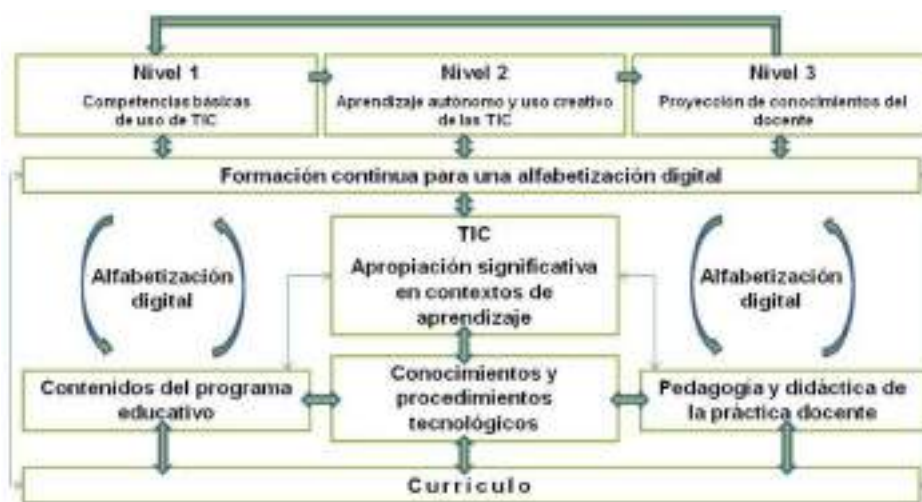 Nivel 1
Competencias básicas
de uso de TIC
Nivel 2
Aprendizaje autónomo y uso creativo
de las TIC
Nivel 3
Proyección de conocimientos del
docente
Formación continua para una alfabetización digital
TIC
Apropiación significativa
en contextos de
aprendizaje
Alfabetización
digital
Alfabetización
digital
Contenidos del programa
educativo
Conocimientos y
procedimientos
tecnológicos
Pedagogía y didáctica de
la práctica docente
Currículo